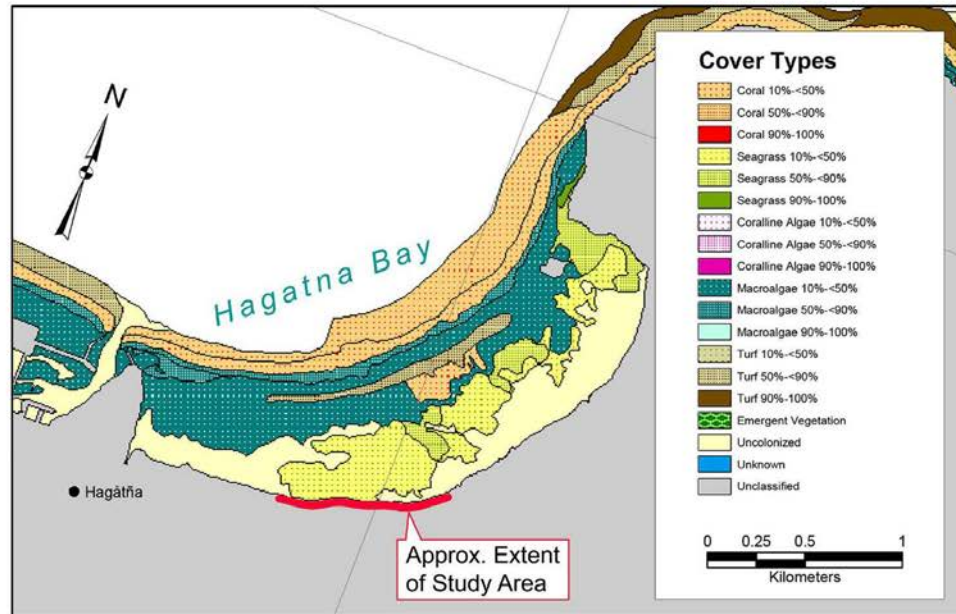 N
Hagatna Bay
Hagåtña
Approx. Extent
of Study Area
Cover Types
Coral 10%-<50%
Coral 50%-<90%
Coral 90%-100%
Seagrass 10%-<50%
Seagrass 50%-<90%
Seagrass 90%-100%
Coralline Algae 10%-<50%
Coralline Algae 50%-<90%
Coralline Algae 90%-100%
Macroalgae 10%-<50%
Macroalgae 50%-<90%
Macroalgae 90%-100%
Turf 10%-<50%
Turf 50%-<90%
Turf 90%-100%
Emergent Vegetation
Uncolonized
Unknown
Unclassified
0 0.25 0.5 1
Kilometers